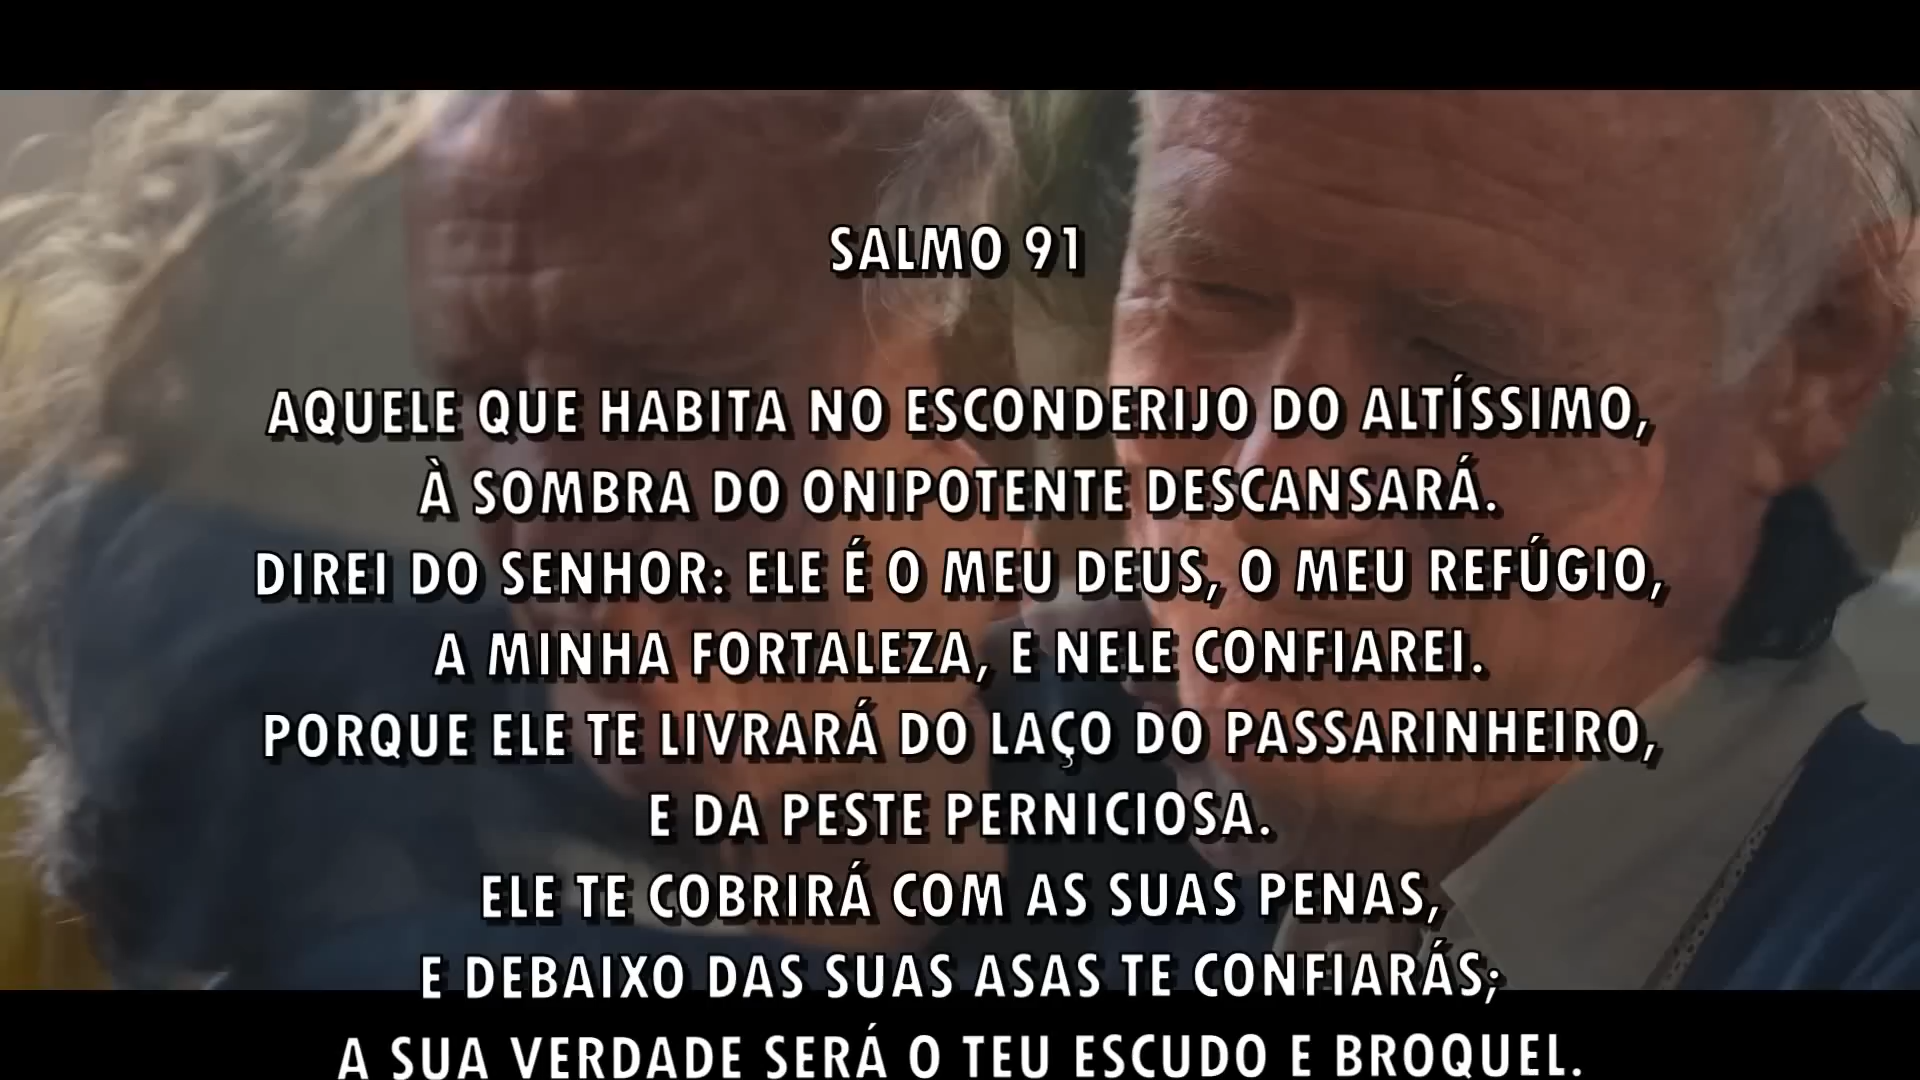 SALMO 91
AQUELE QUE HABITA NO ESCONDERIJO DO ALTÍSSIMO,
À SOMBRA DO ONIPOTENTE DESCANSARÁ.
DIREI DO SENHOR: ELE É O MEU DEUS, O MEU REFÚGIO,
A MINHA FORTALEZA, E NELE CONFIAREI.
PORQUE ELE TE LIVRARÁ DO LAÇO DO PASSARINHEIRO,
E DA PESTE PERNICIOSA.
ELE TE COBRIRÁ COM AS SUAS PENAS,
E DEBAIXO DAS SUAS ASAS TE CONFIARÁS;
A SUA VERDADE SERÁ O TEU ESCUDO E BROQUEL.